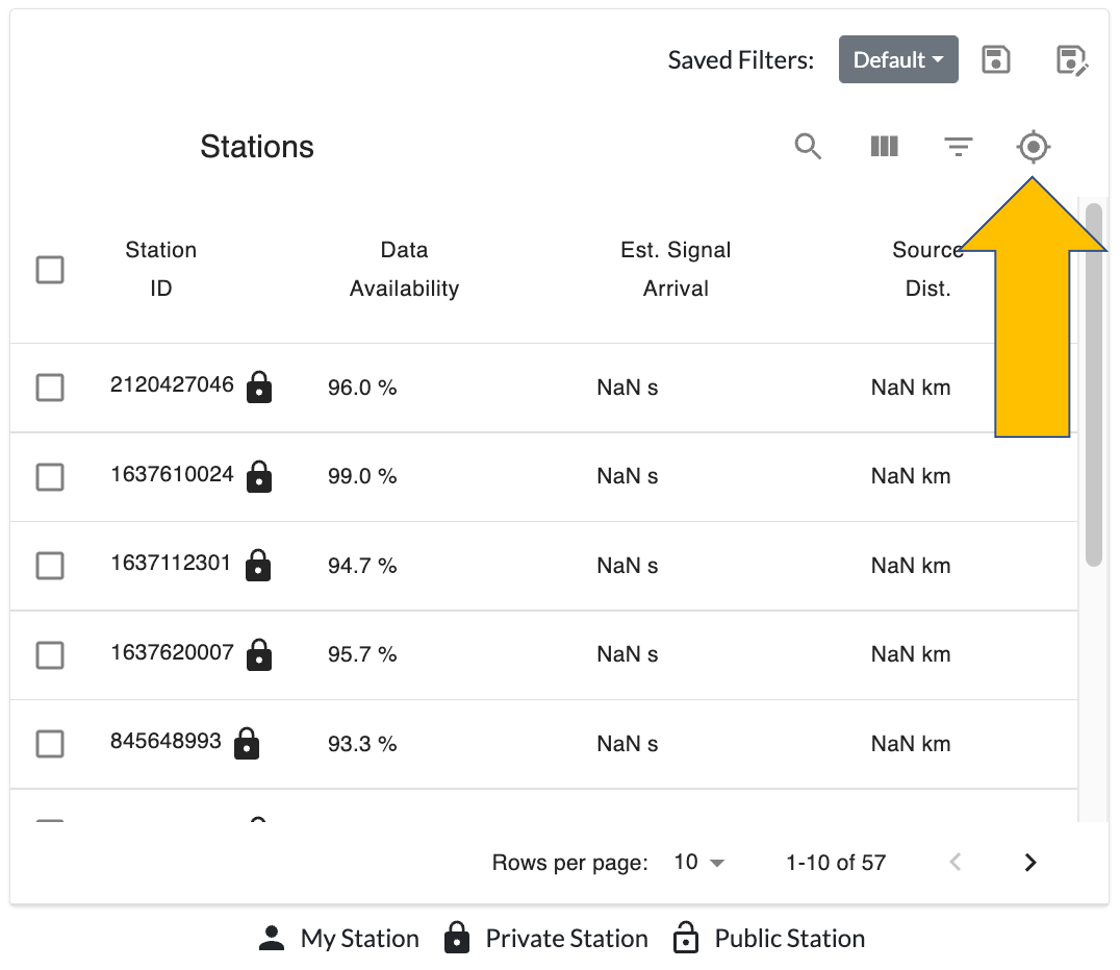 Saved Filters: Default
Stations
Station Data Est. Signal Source
ID Availability Arrival Dist.
2120427046 96.0 % NaN s NaN km
1637610024 99.0 % NaN s NaN km
1637112301 94.7 % NaN s NaN km
1637620007 95.7 % NaN s NaN km
845648993 93.3 % NaN s NaN km
Rows per page: 10 1-10 of 57
My Station Private Station Public Station